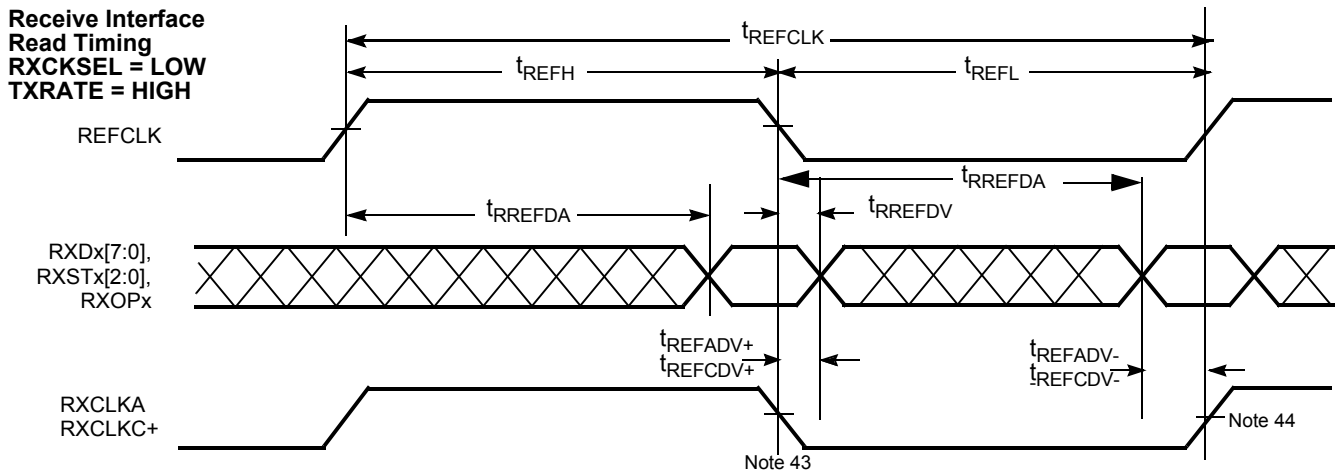 Receive Interface
Read Timing
RXCKSEL = LOW
TXRATE = HIGH
tREFCLK
tREFH
tREFL
REFCLK
tRREFDA
tRREFDA
tRREFDV
RXDx[7:0],
RXSTx[2:0],
RXOPx
tREFADV+
tREFCDV+
tREFADV-
tREFCDV-
RXCLKA
RXCLKC+
Note 43
Note 44